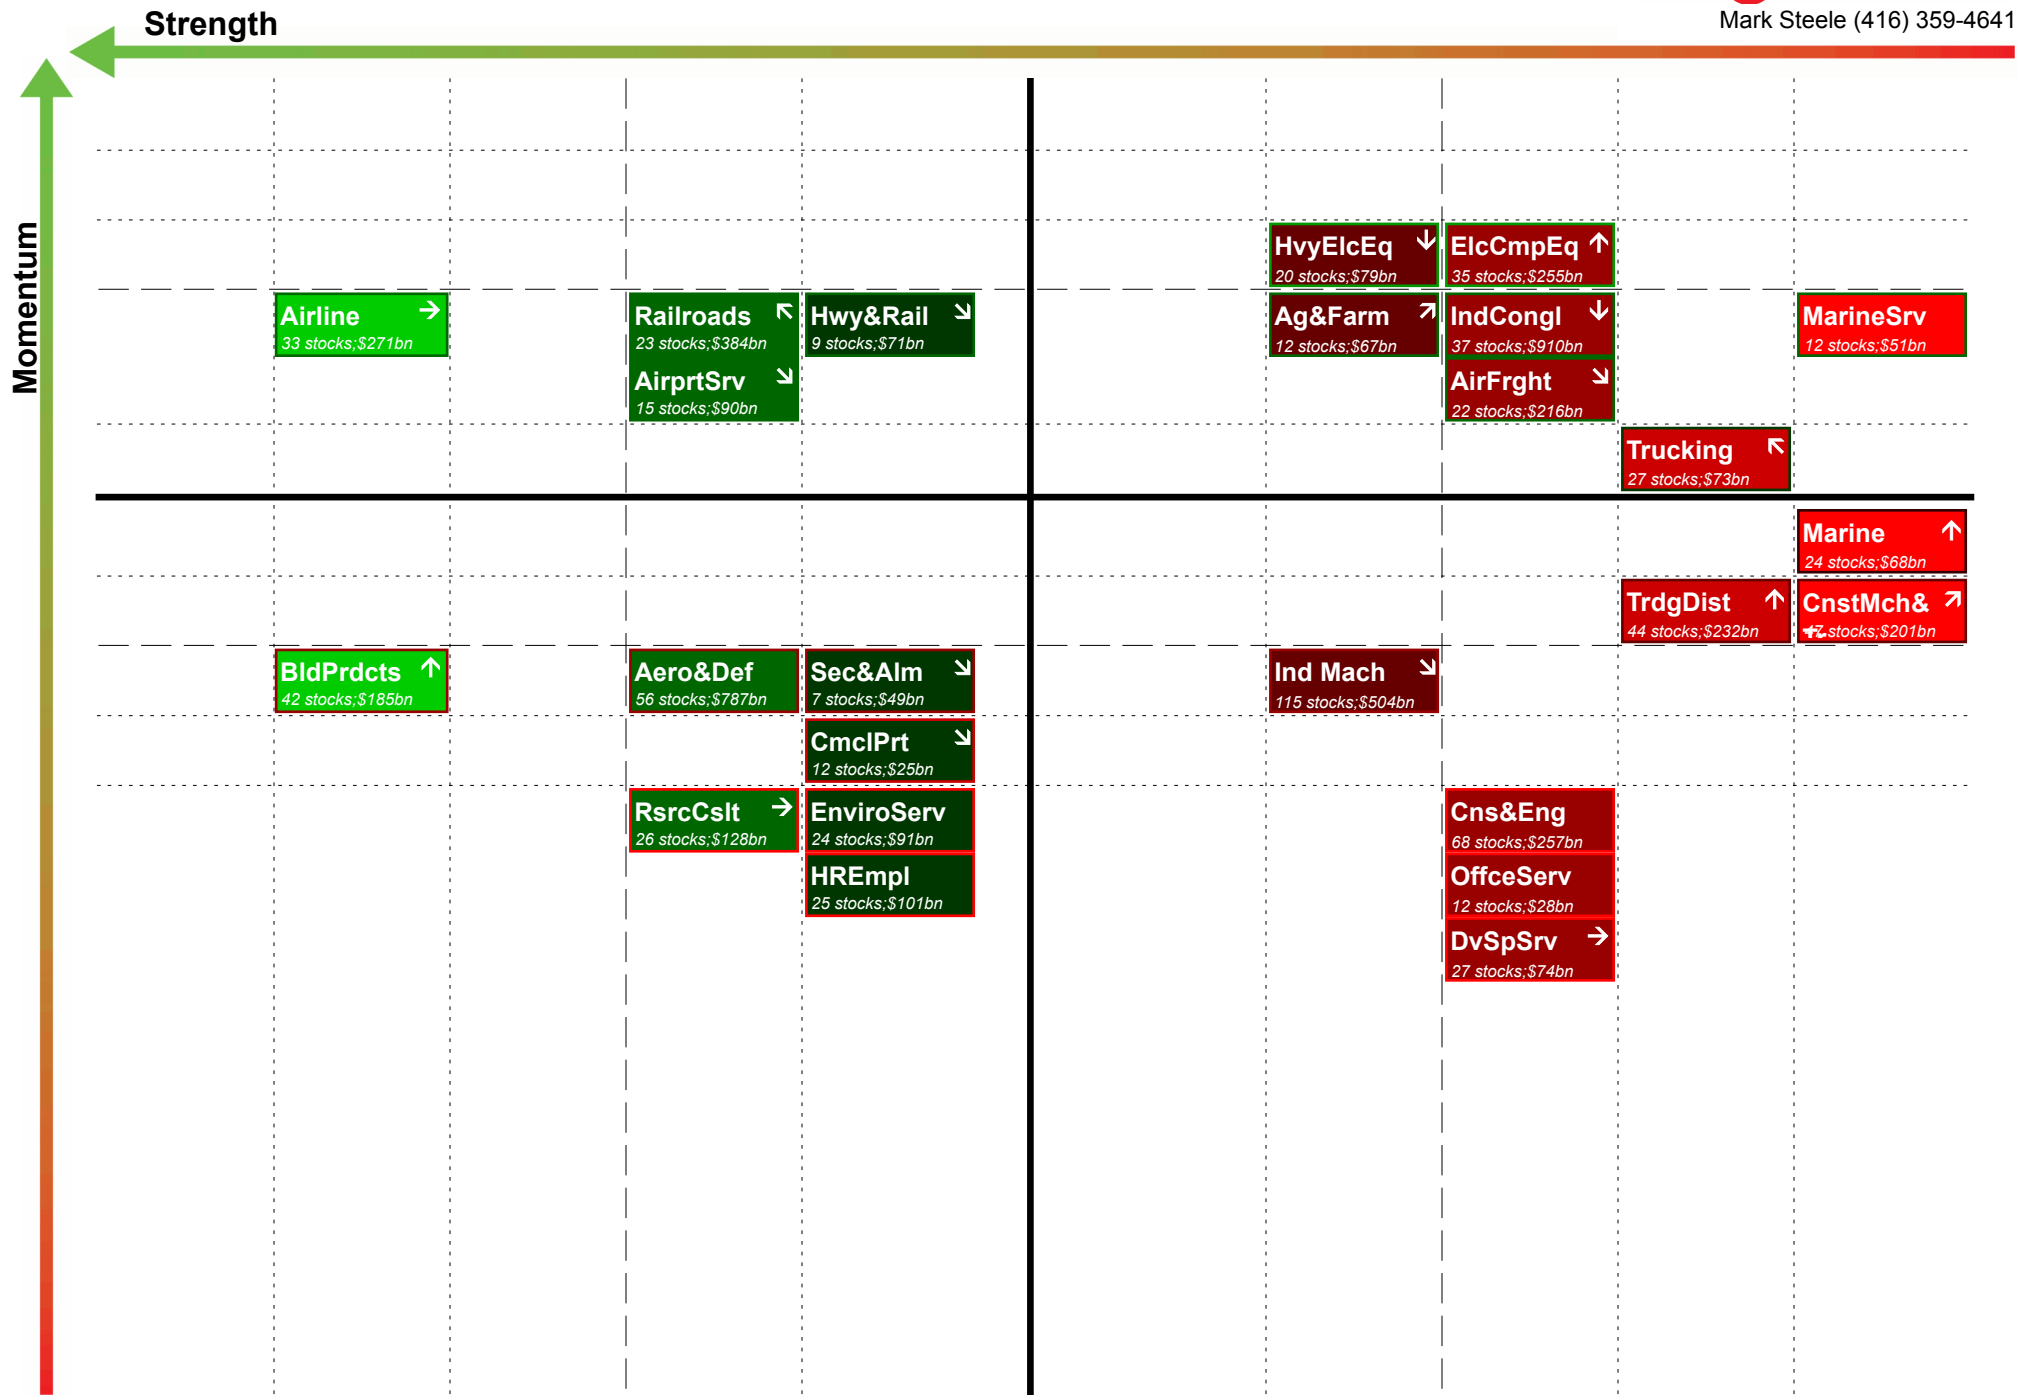 Strength
Mark Steele (416) 359-4641
Momentum
HvyElcEq
20 stocks;$79bn
ElcCmpEq
35 stocks;$255bn
Airline
33 stocks;$271bn
Railroads
23 stocks;$384bn
Hwy&Rail
9 stocks;$71bn
Ag&Farm
12 stocks;$67bn
IndCongl
37 stocks;$910bn
MarineSrv
12 stocks;$51bn
AirprtSrv
15 stocks;$90bn
AirFrght
22 stocks;$216bn
Trucking
27 stocks;$73bn
Marine
24 stocks;$68bn
TrdgDist
44 stocks;$232bn
CnstMch&
stocks;$201bn
BldPrdcts
42 stocks;$185bn
Aero&Def
56 stocks;$787bn
Sec&Alm
7 stocks;$49bn
Ind Mach
115 stocks;$504bn
CmclPrt
12 stocks;$25bn
RsrcCslt
26 stocks;$128bn
EnviroServ
24 stocks;$91bn
Cns&Eng
68 stocks;$257bn
HREmpl
25 stocks;$101bn
OffceServ
12 stocks;$28bn
DvSpSrv
27 stocks;$74bn